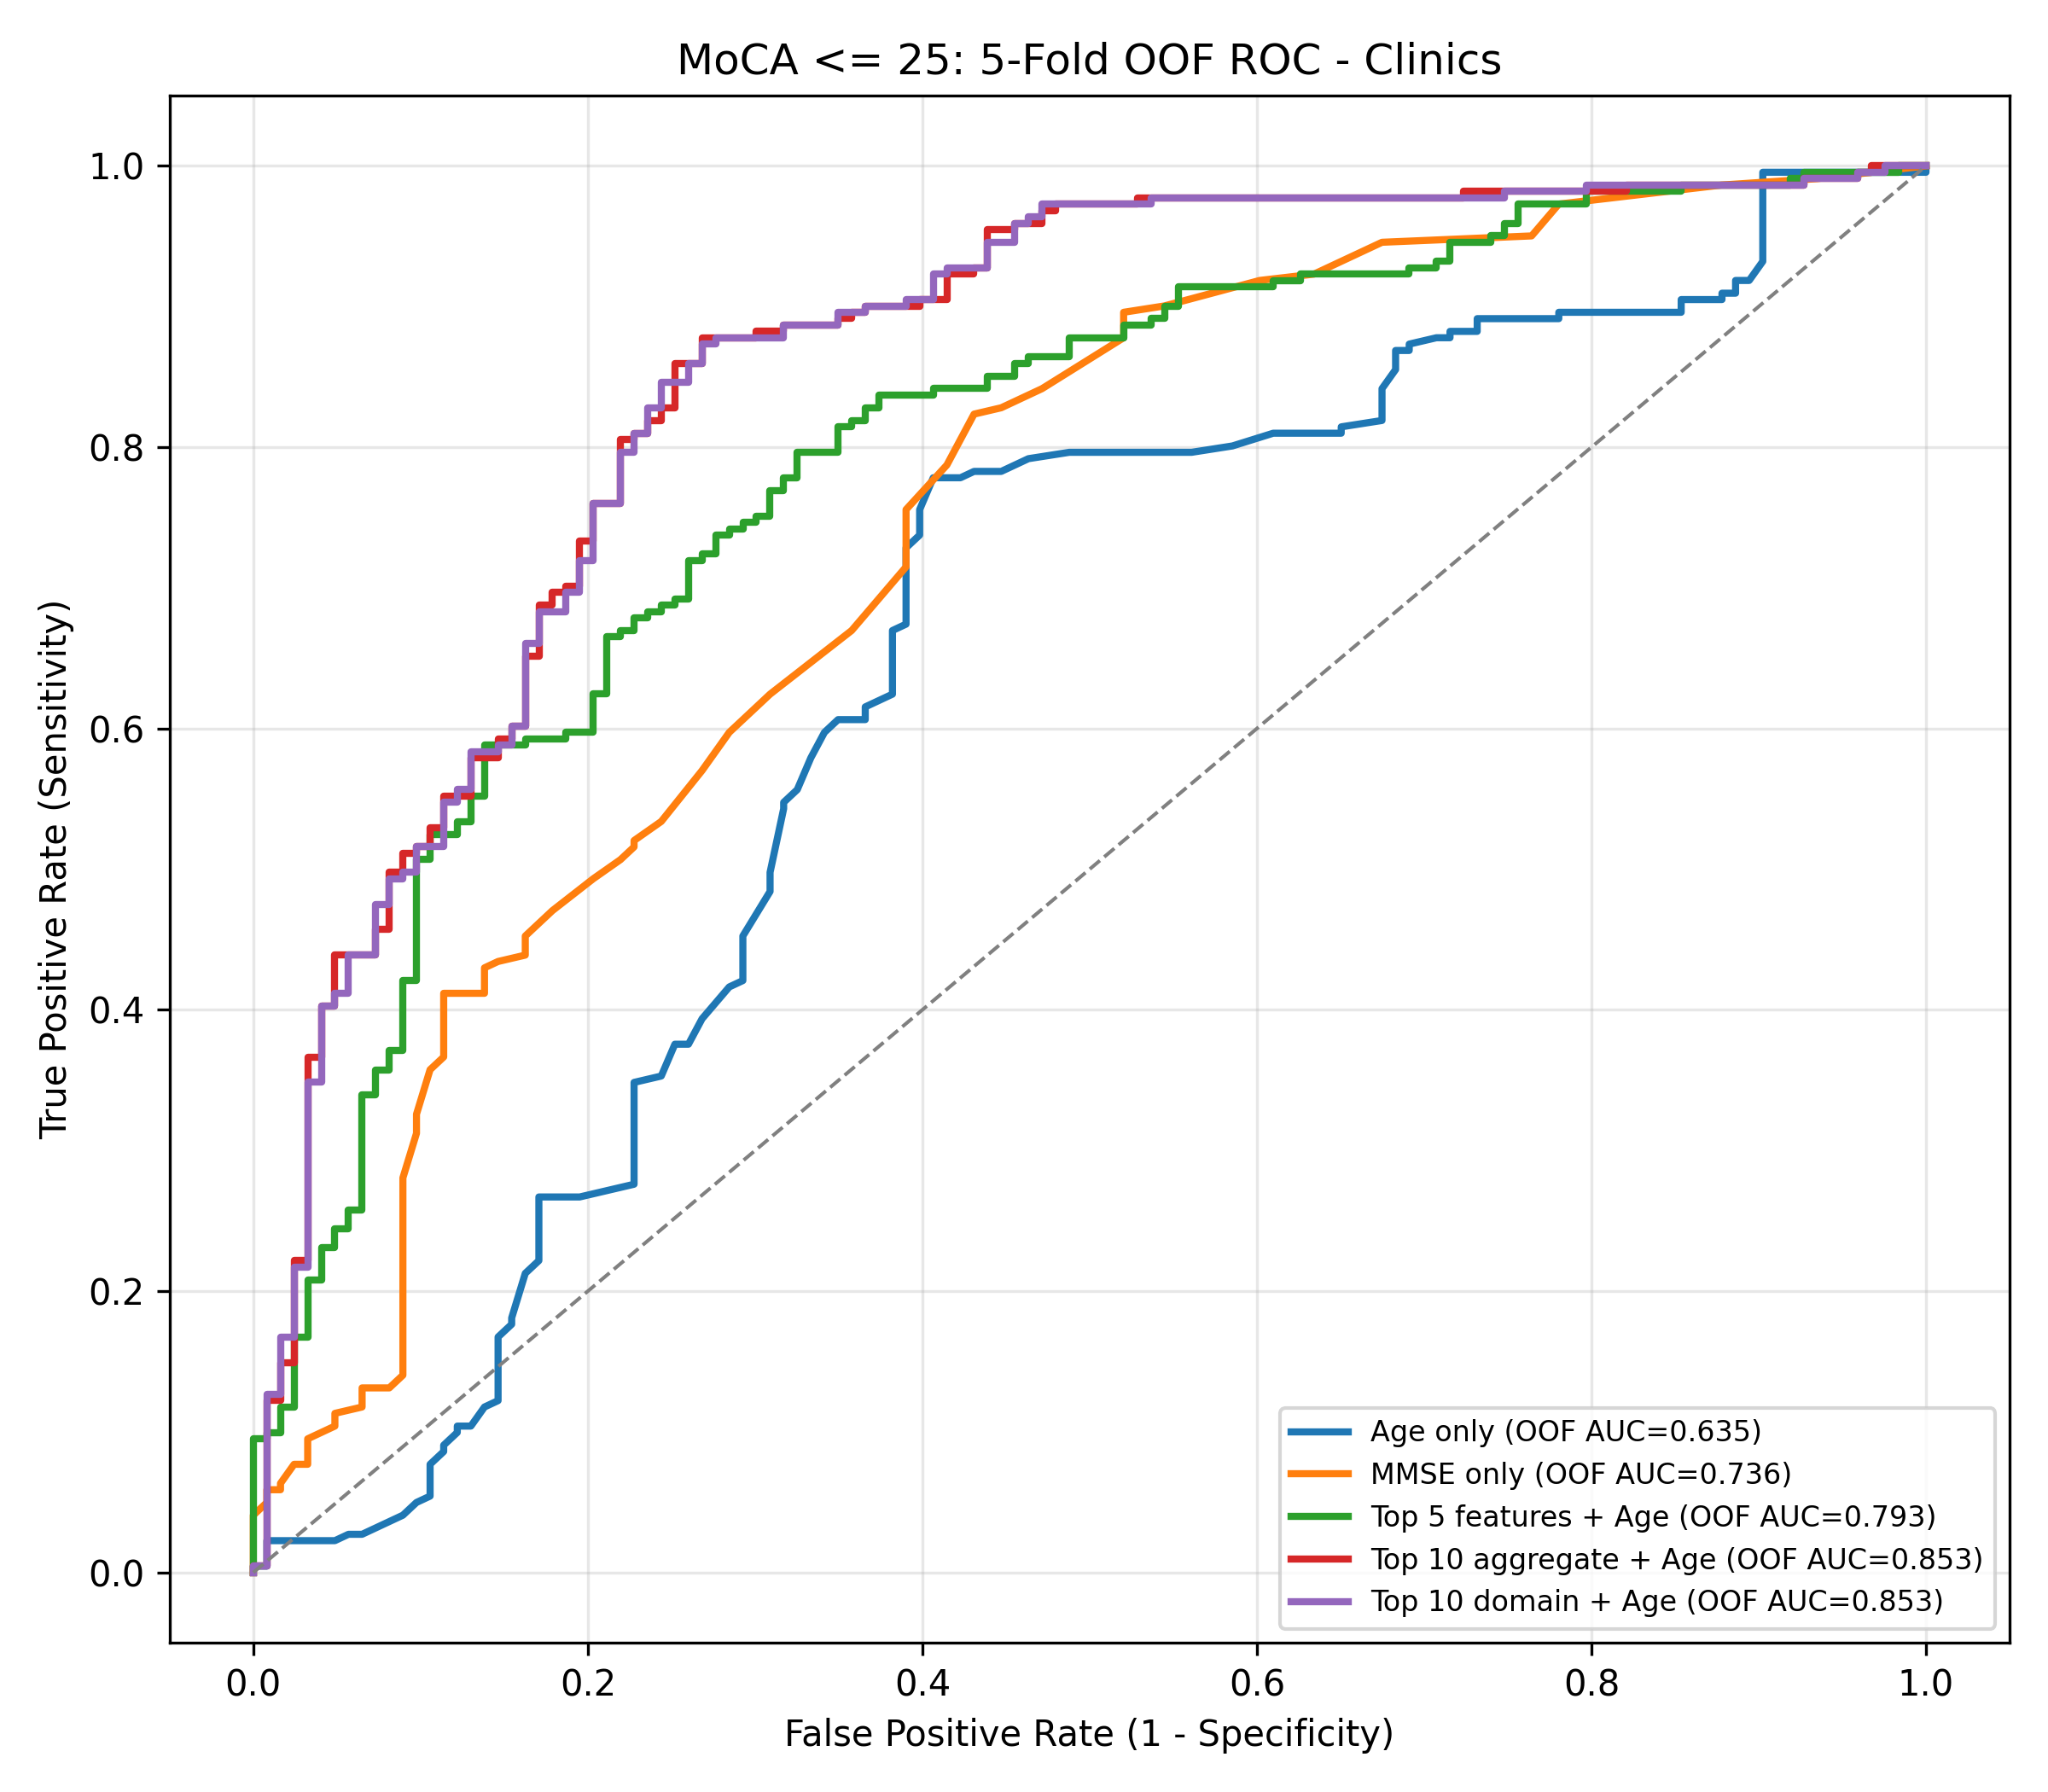 MoCA <= 25: 5-Fold OOF ROC - Clinics
True Positive Rate (Sensitivity)
1.0
0.8
0.6
0.4
0.2
0.0
0.0 0.2 0.4 0.6 0.8 1.0
False Positive Rate (1 - Specificity)
Age only (OOF AUC=0.635)
MMSE only (OOF AUC=0.736)
Top 5 features + Age (OOF AUC=0.793)
Top 10 aggregate + Age (OOF AUC=0.853)
Top 10 domain + Age (OOF AUC=0.853)